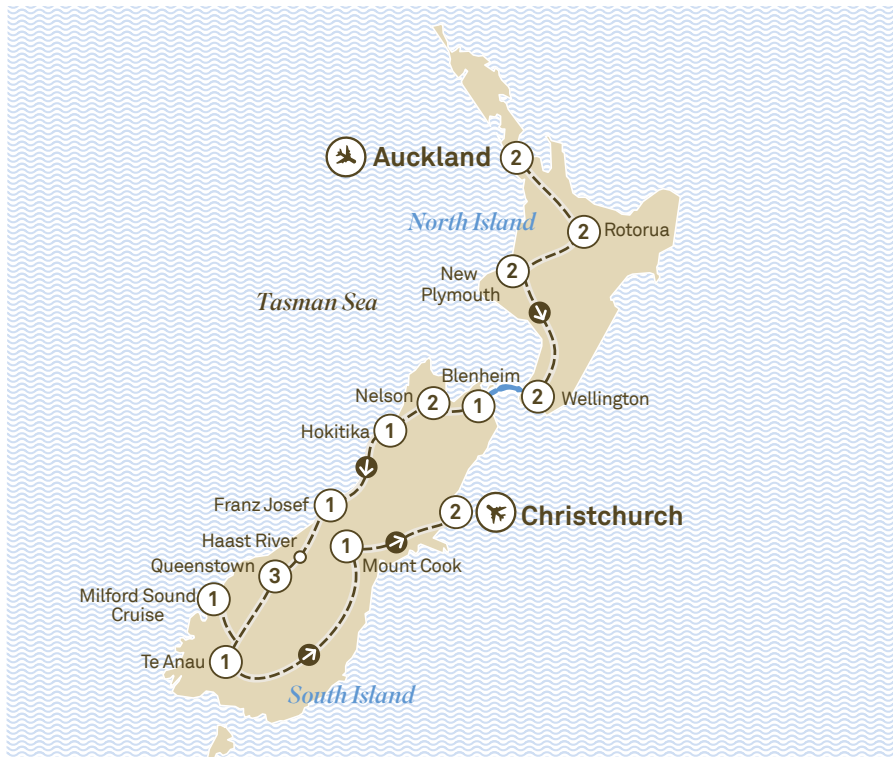 Auckland 2
North Island
2 Rotorua
New
Plymouth
2
Tasman Sea
Blenheim
1
Nelson 2
2
Wellington
Hokitika 1
Franz Josef 1
2
Christchurch
Haast River
1
Mount Cook
Queenstown 3
Milford Sound
Cruise
1
Te Anau 1
South Island